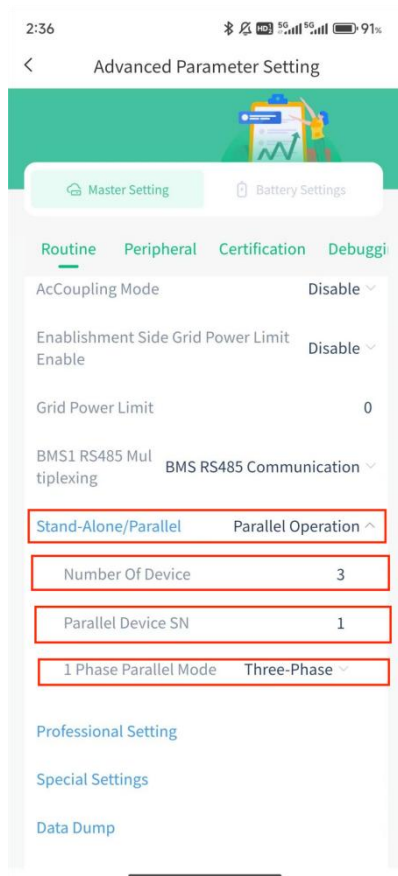 2:36 HD 5G 5G 91%
Advanced Parameter Setting
Master Setting Battery Settings
Routine Peripheral Certification Debuggi
AcCoupling Mode Disable
Enablishment Side Grid Power Limit
Enable Disable
Grid Power Limit 0
BMS1 RS485 Mul
tiplexing BMS RS485 Communication
Stand-Alone/Parallel Parallel Operation
Number Of Device 3
Parallel Device SN 1
1 Phase Parallel Mode Three-Phase
Professional Setting
Special Settings
Data Dump